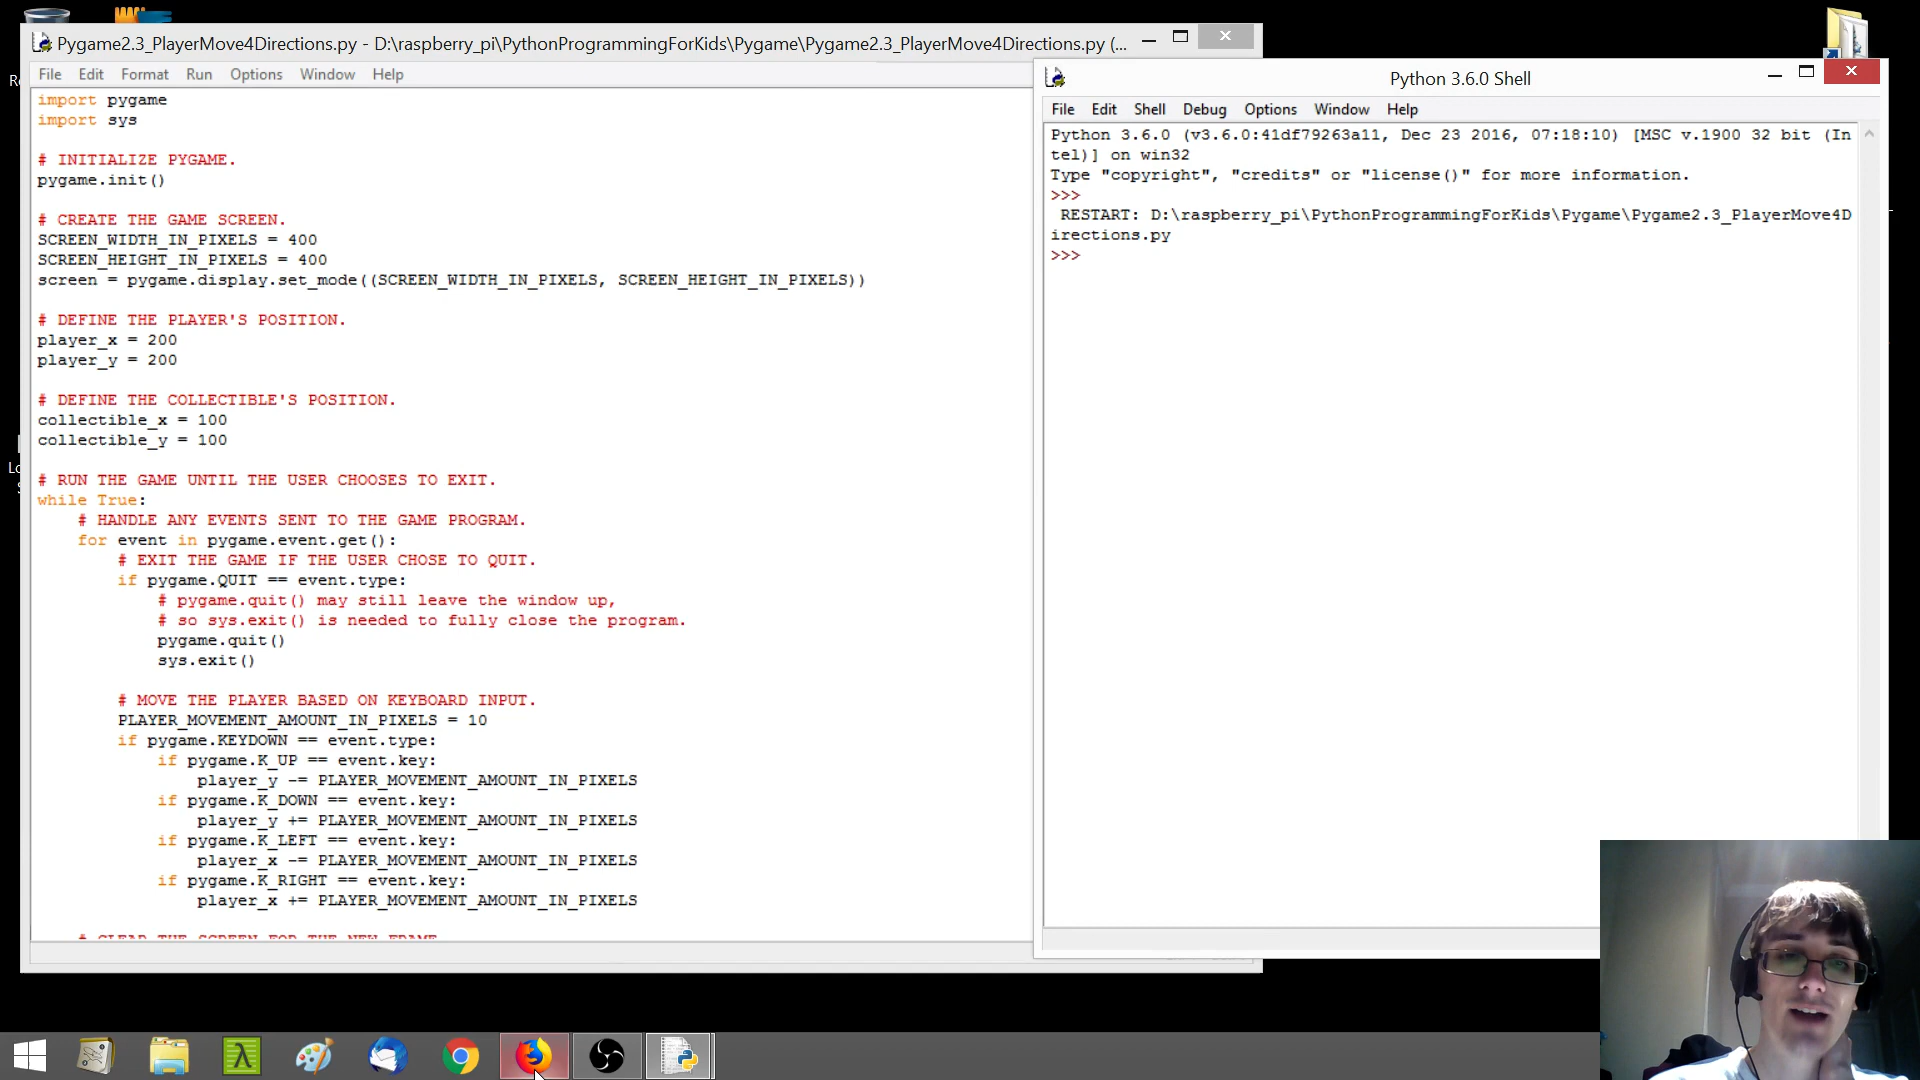 Pygame2.3_PlayerMove4Directions.py - D:\raspberry_pi\PythonProgrammingForKids\Pygame\Pygame2.3_PlayerMove4Directions.py (...
File Edit Format Run Options Window Help
import pygame
import sys
# INITIALIZE PYGAME.
pygame.init()
# CREATE THE GAME SCREEN.
SCREEN_WIDTH_IN_PIXELS = 400
SCREEN_HEIGHT_IN_PIXELS = 400
screen = pygame.display.set_mode((SCREEN_WIDTH_IN_PIXELS, SCREEN_HEIGHT_IN_PIXELS))
# DEFINE THE PLAYER'S POSITION.
player_x = 200
player_y = 200
# DEFINE THE COLLECTIBLE'S POSITION.
collectible_x = 100
collectible_y = 100
# RUN THE GAME UNTIL THE USER CHOOSES TO EXIT.
while True:
# HANDLE ANY EVENTS SENT TO THE GAME PROGRAM.
for event in pygame.event.get():
# EXIT THE GAME IF THE USER CHOSE TO QUIT.
if pygame.QUIT == event.type:
# pygame.quit() may still leave the window up,
# so sys.exit() is needed to fully close the program.
pygame.quit()
sys.exit()
# MOVE THE PLAYER BASED ON KEYBOARD INPUT.
PLAYER_MOVEMENT_AMOUNT_IN_PIXELS = 10
if pygame.KEYDOWN == event.type:
if pygame.K_UP == event.key:
player_y -= PLAYER_MOVEMENT_AMOUNT_IN_PIXELS
if pygame.K_DOWN == event.key:
player_y += PLAYER_MOVEMENT_AMOUNT_IN_PIXELS
if pygame.K_LEFT == event.key:
player_x -= PLAYER_MOVEMENT_AMOUNT_IN_PIXELS
if pygame.K_RIGHT == event.key:
player_x += PLAYER_MOVEMENT_AMOUNT_IN_PIXELS
# CLEAR THE SCREEN FOR THE NEW FRAME
Python 3.6.0 Shell
File Edit Shell Debug Options Window Help
Python 3.6.0 (v3.6.0:41df79263a11, Dec 23 2016, 07:18:10) [MSC v.1900 32 bit (In
tel)] on win32
Type "copyright", "credits" or "license()" for more information.
>>>
RESTART: D:\raspberry_pi\PythonProgrammingForKids\Pygame\Pygame2.3_PlayerMove4D
irections.py
>>>